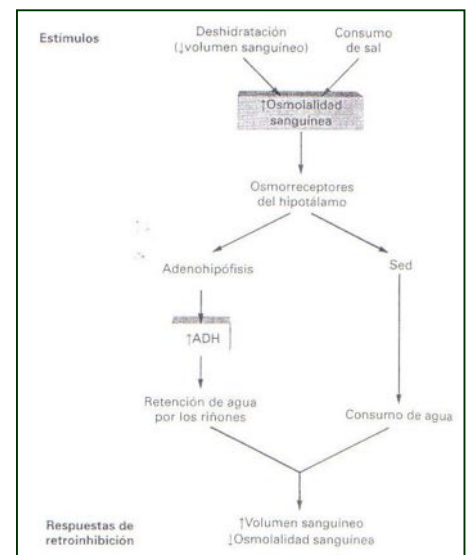 Estímulos
Deshidratación
(↓volumen sanguíneo)
Consumo
de sal
↑Osmolalidad
sanguínea
Osmorreceptores
del hipotálamo
Adenohipófisis
Sed
↑ADH
Retención de agua
por los riñones
Consumo de agua
Respuestas de
retroinhibición
↑Volumen sanguíneo
↓Osmolalidad sanguínea